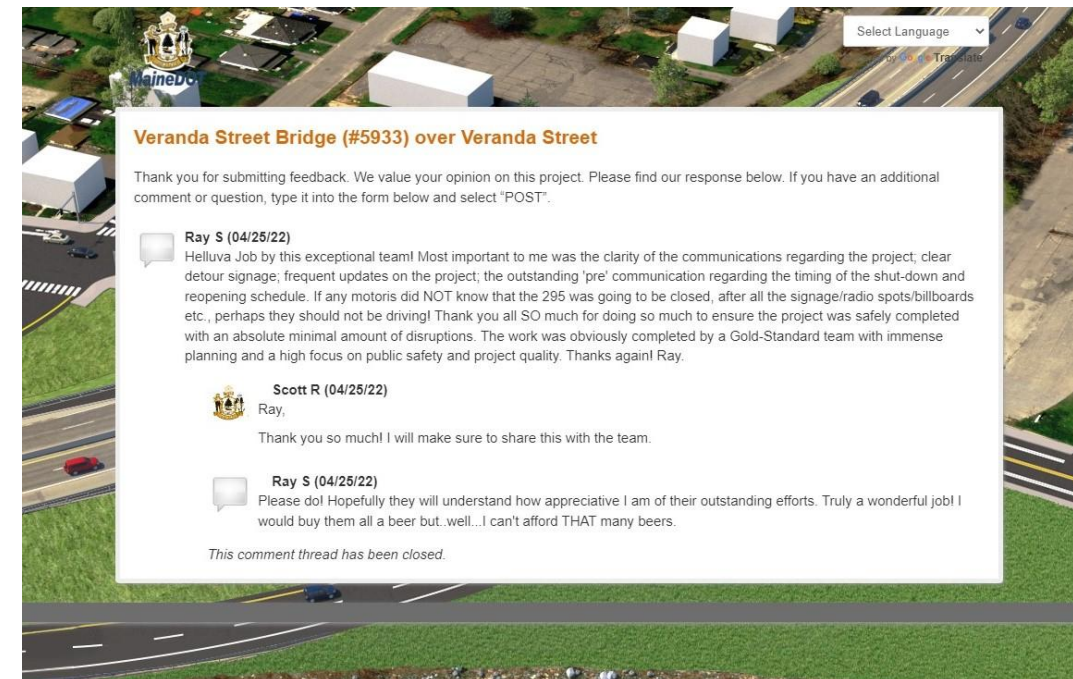 Select Language
MaineDOT
by Google Translate
Veranda Street Bridge (#5933) over Veranda Street
Thank you for submitting feedback. We value your opinion on this project. Please find our response below. If you have an additional
comment or question, type it into the form below and select “POST”.
Ray S (04/25/22)
Helluva Job by this exceptional team! Most important to me was the clarity of the communications regarding the project; clear
detour signage; frequent updates on the project; the outstanding 'pre' communication regarding the timing of the shut-down and
reopening schedule. If any motoris did NOT know that the 295 was going to be closed, after all the signage/radio spots/billboards
etc., perhaps they should not be driving! Thank you all SO much for doing so much to ensure the project was safely completed
with an absolute minimal amount of disruptions. The work was obviously completed by a Gold-Standard team with immense
planning and a high focus on public safety and project quality. Thanks again! Ray.
Scott R (04/25/22)
Ray,
Thank you so much! I will make sure to share this with the team.
Ray S (04/25/22)
Please do! Hopefully they will understand how appreciative I am of their outstanding efforts. Truly a wonderful job! I
would buy them all a beer but..well...I can't afford THAT many beers.
This comment thread has been closed.